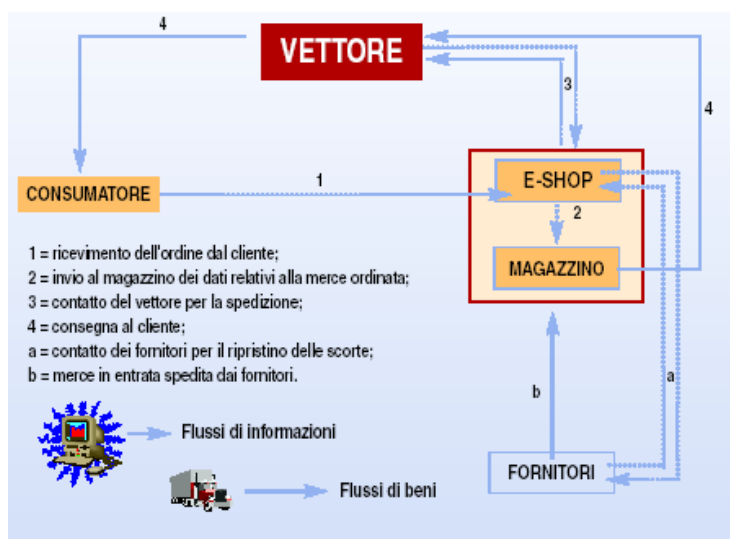 4
VETTORE
3
4
CONSUMATORE
1
E-SHOP
2
MAGAZZINO
1 = ricevimento dell'ordine dal cliente;
2 = invio al magazzino dei dati relativi alla merce ordinata;
3 = contatto del vettore per la spedizione;
4 = consegna al cliente;
a = contatto dei fornitori per il ripristino delle scorte;
b = merce in entrata spedita dai fornitori.
b
a
Flussi di informazioni
FORNITORI
Flussi di beni